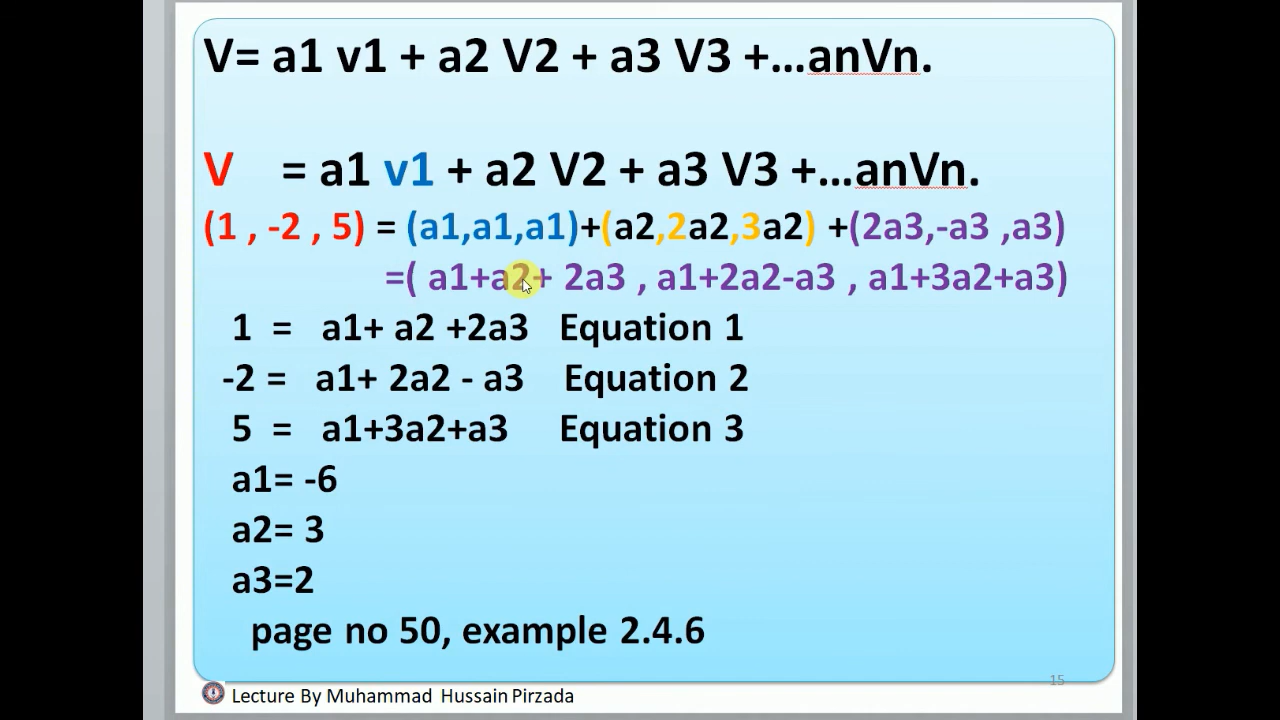 V= a1 v1 + a2 V2 + a3 V3 +...anVn.
V = a1 v1 + a2 V2 + a3 V3 +...anVn.
(1 , -2 , 5) = (a1,a1,a1)+(a2,2a2,3a2) +(2a3,-a3 ,a3)
=( a1+a2+ 2a3 , a1+2a2-a3 , a1+3a2+a3)
1 = a1+ a2 +2a3 Equation 1
-2 = a1+ 2a2 - a3 Equation 2
5 = a1+3a2+a3 Equation 3
a1= -6
a2= 3
a3=2
page no 50, example 2.4.6
15
Lecture By Muhammad Hussain Pirzada